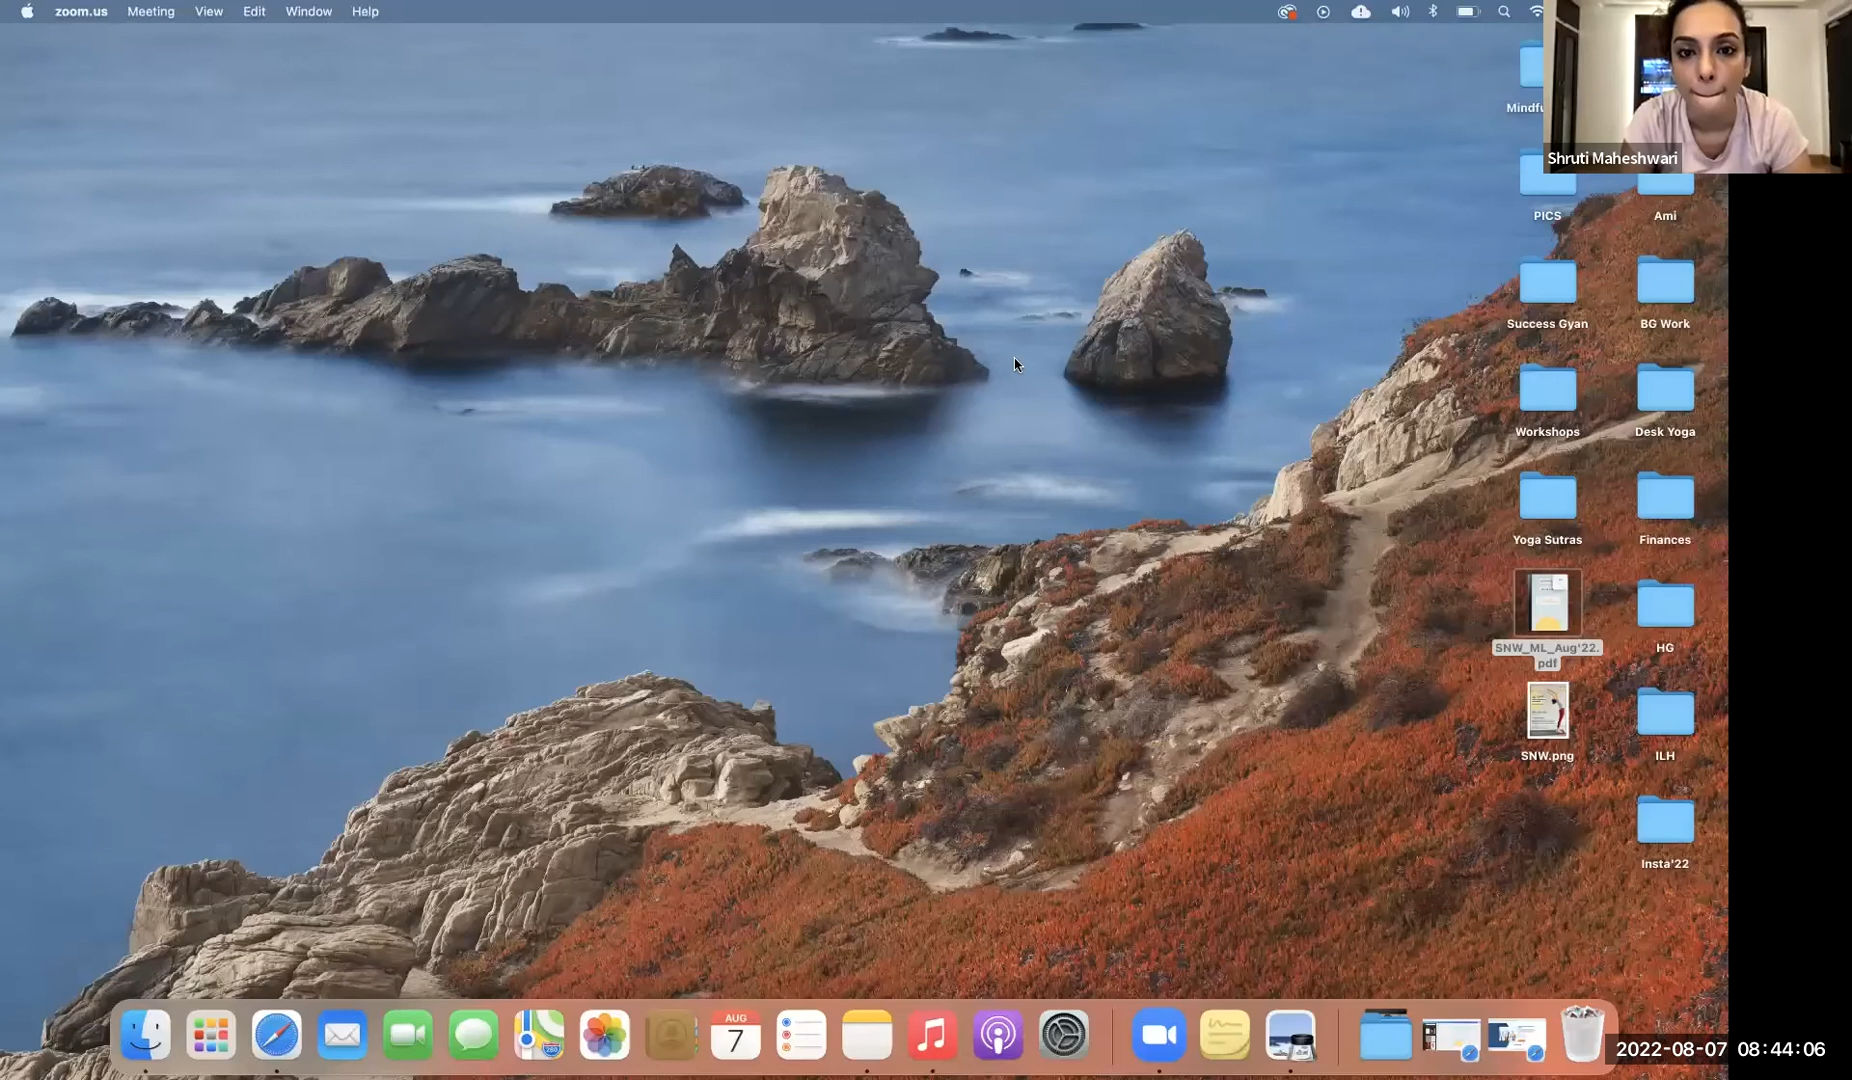 zoom.us Meeting View Edit Window Help
Mindfu
Shruti Maheshwari
PICS Ami
Success Gyan BG Work
Workshops Desk Yoga
Yoga Sutras Finances
SNW_ML_Aug'22.
pdf
HG
SNW.png ILH
Insta'22
AUG
7
280
2022-08-07 08:44:06